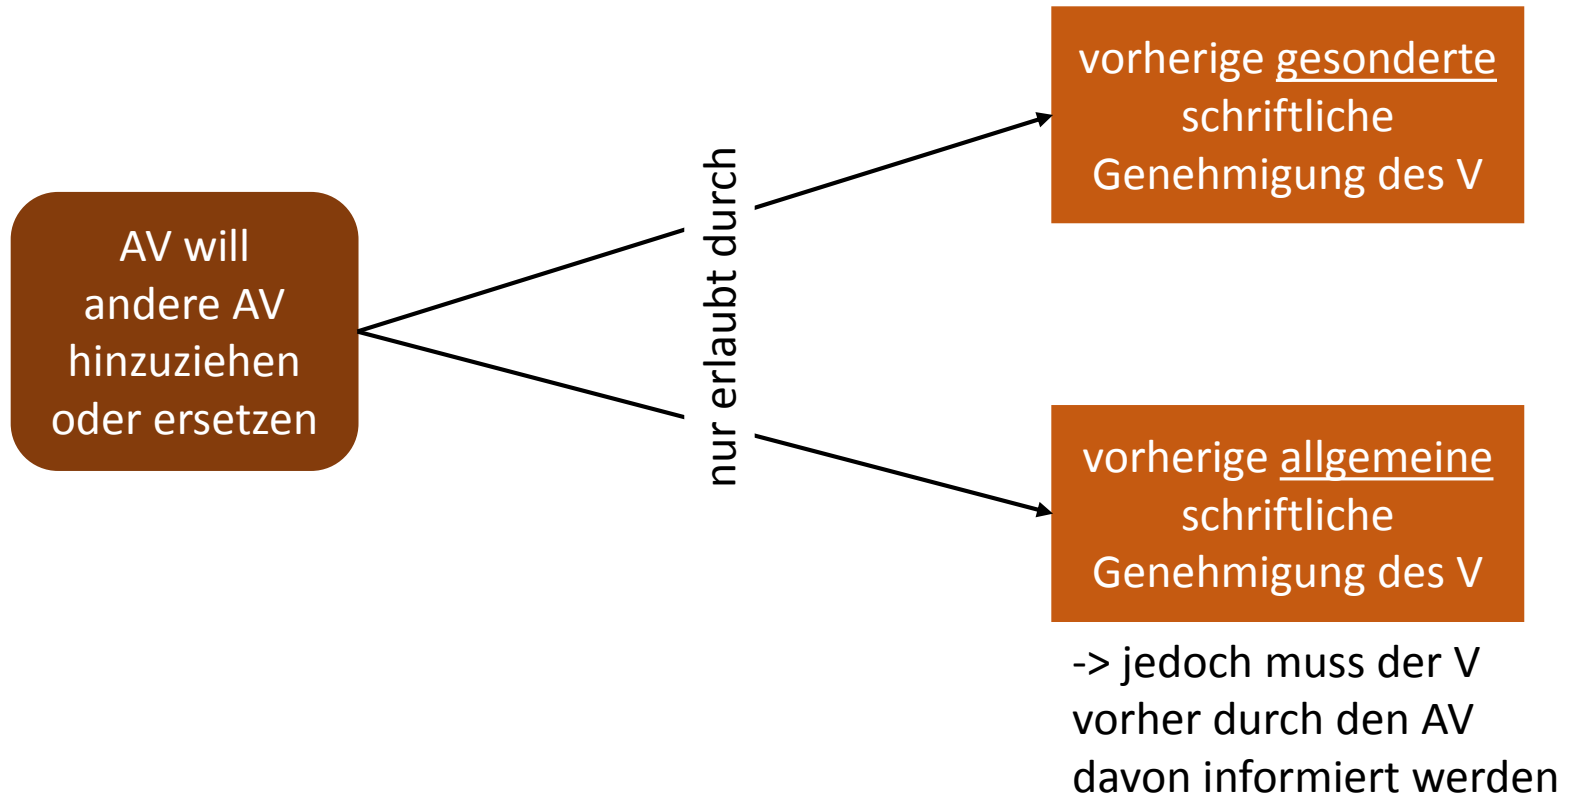 AV will
andere AV
hinzuziehen
oder ersetzen
nur erlaubt durch
vorherige gesonderte
schriftliche
Genehmigung des V
vorherige allgemeine
schriftliche
Genehmigung des V
-> jedoch muss der V
vorher durch den AV
davon informiert werden